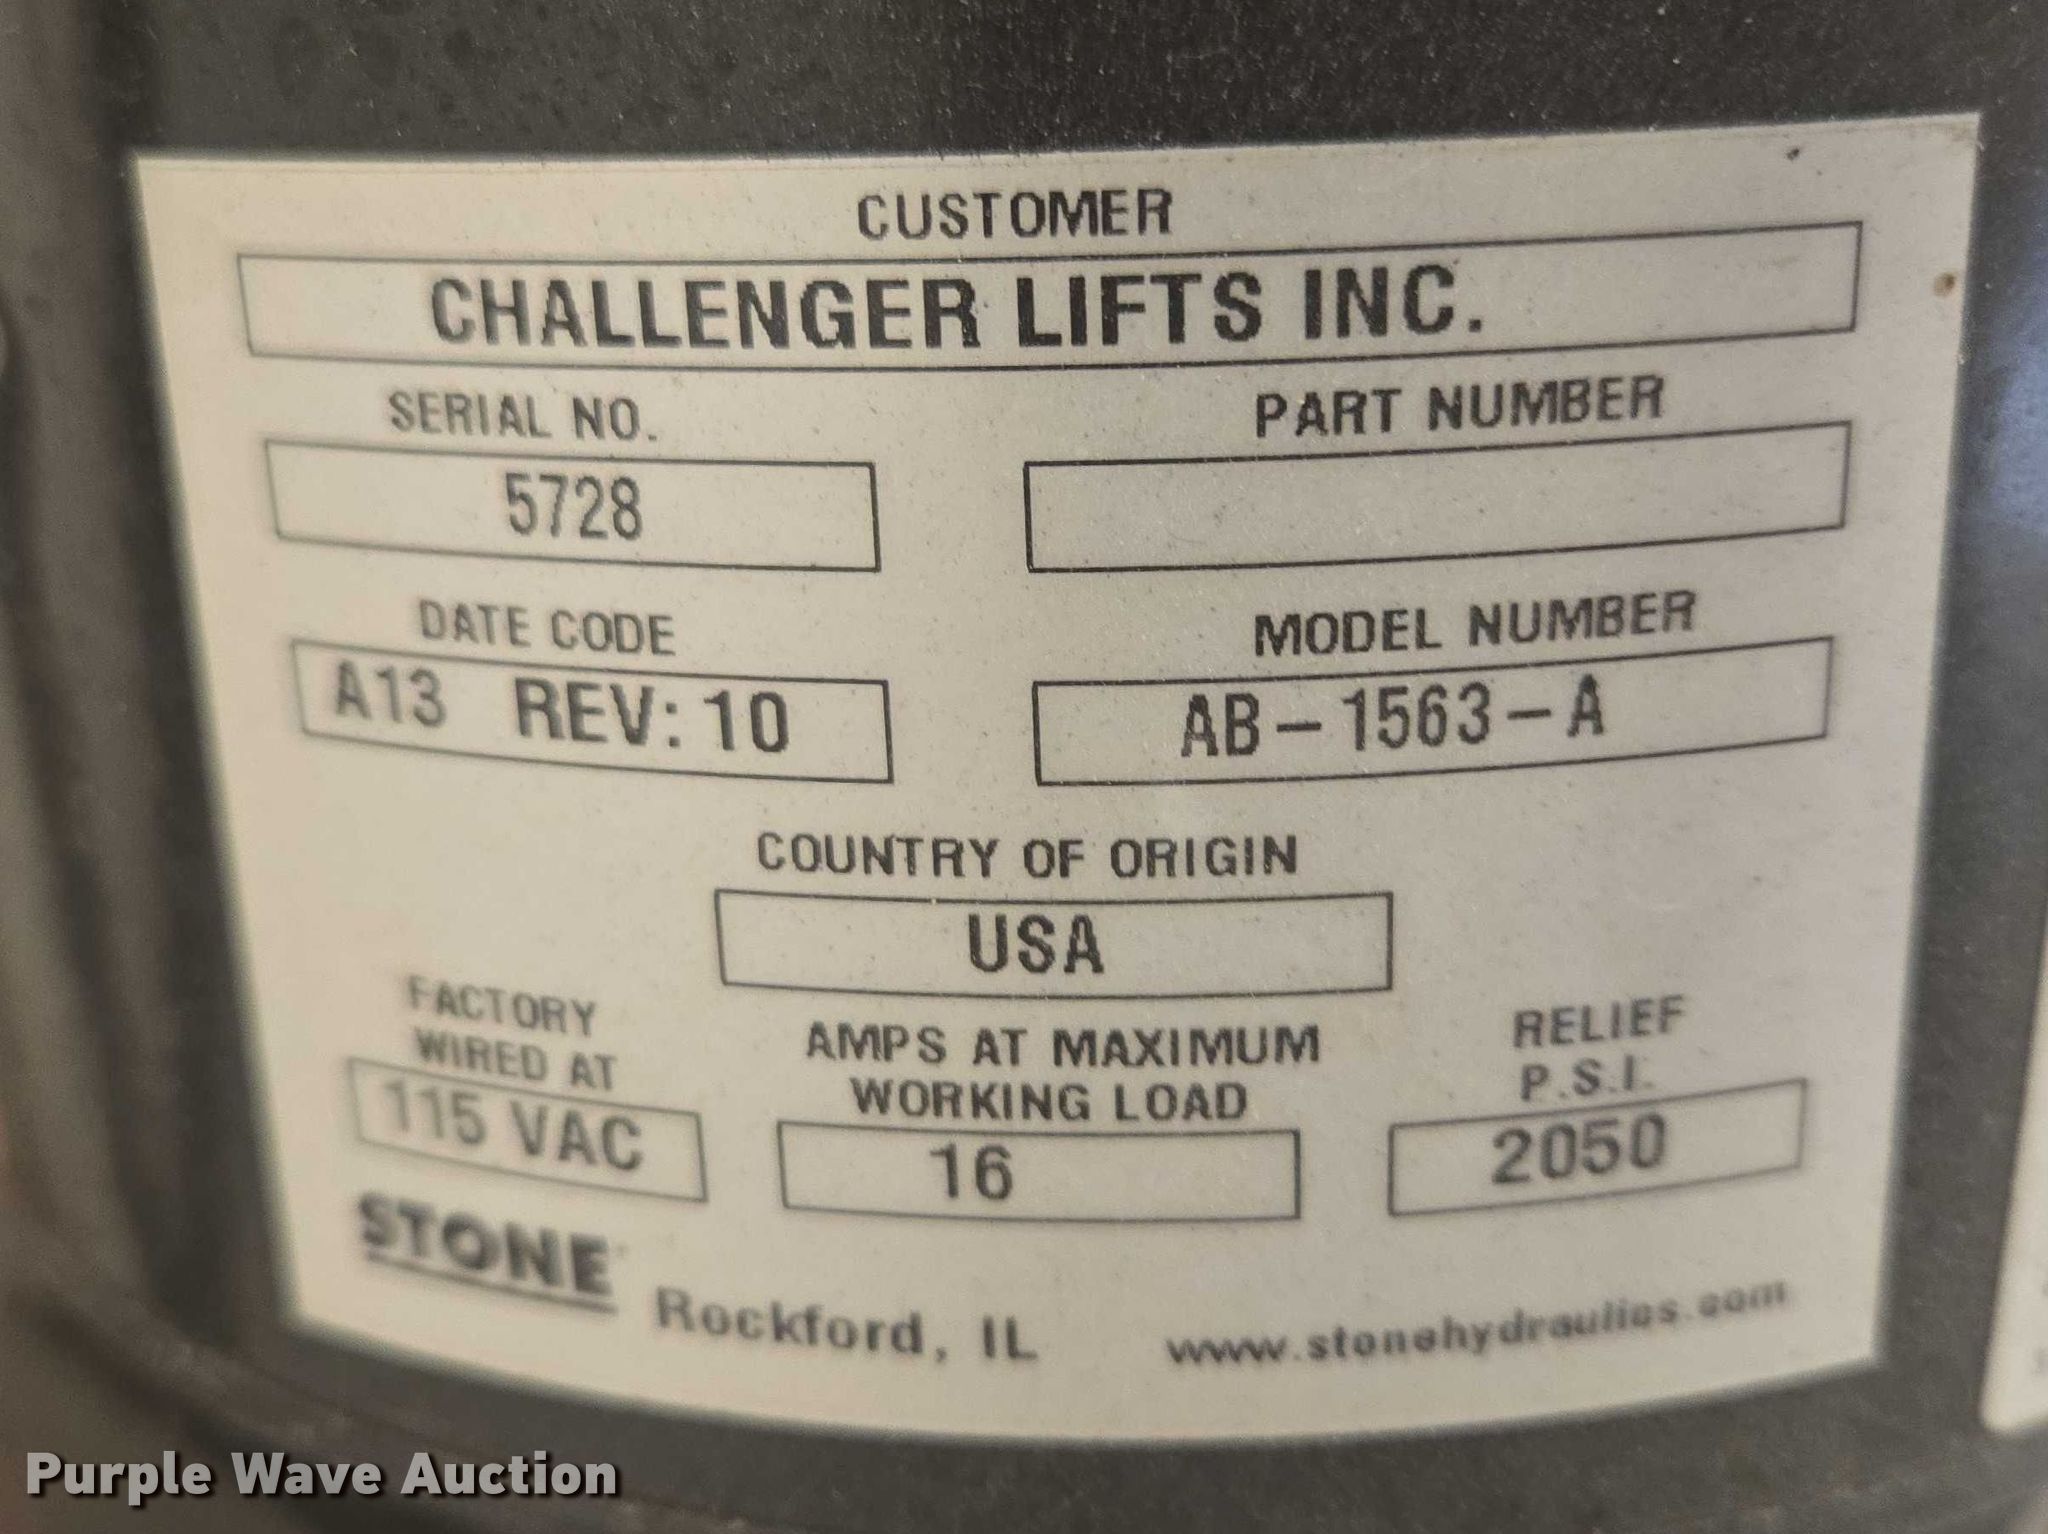 CUSTOMER
CHALLENGER LIFTS INC.
SERIAL NO. PART NUMBER
5728
DATE CODE MODEL NUMBER
A13 REV: 10 AB-1563-A
COUNTRY OF ORIGIN
USA
FACTORY
WIRED AT
115 VAC
AMPS AT MAXIMUM
WORKING LOAD
16
RELIEF
P.S.I.
2050
STONE Rockford, IL www.stonehydraulics.com
Purple Wave Auction